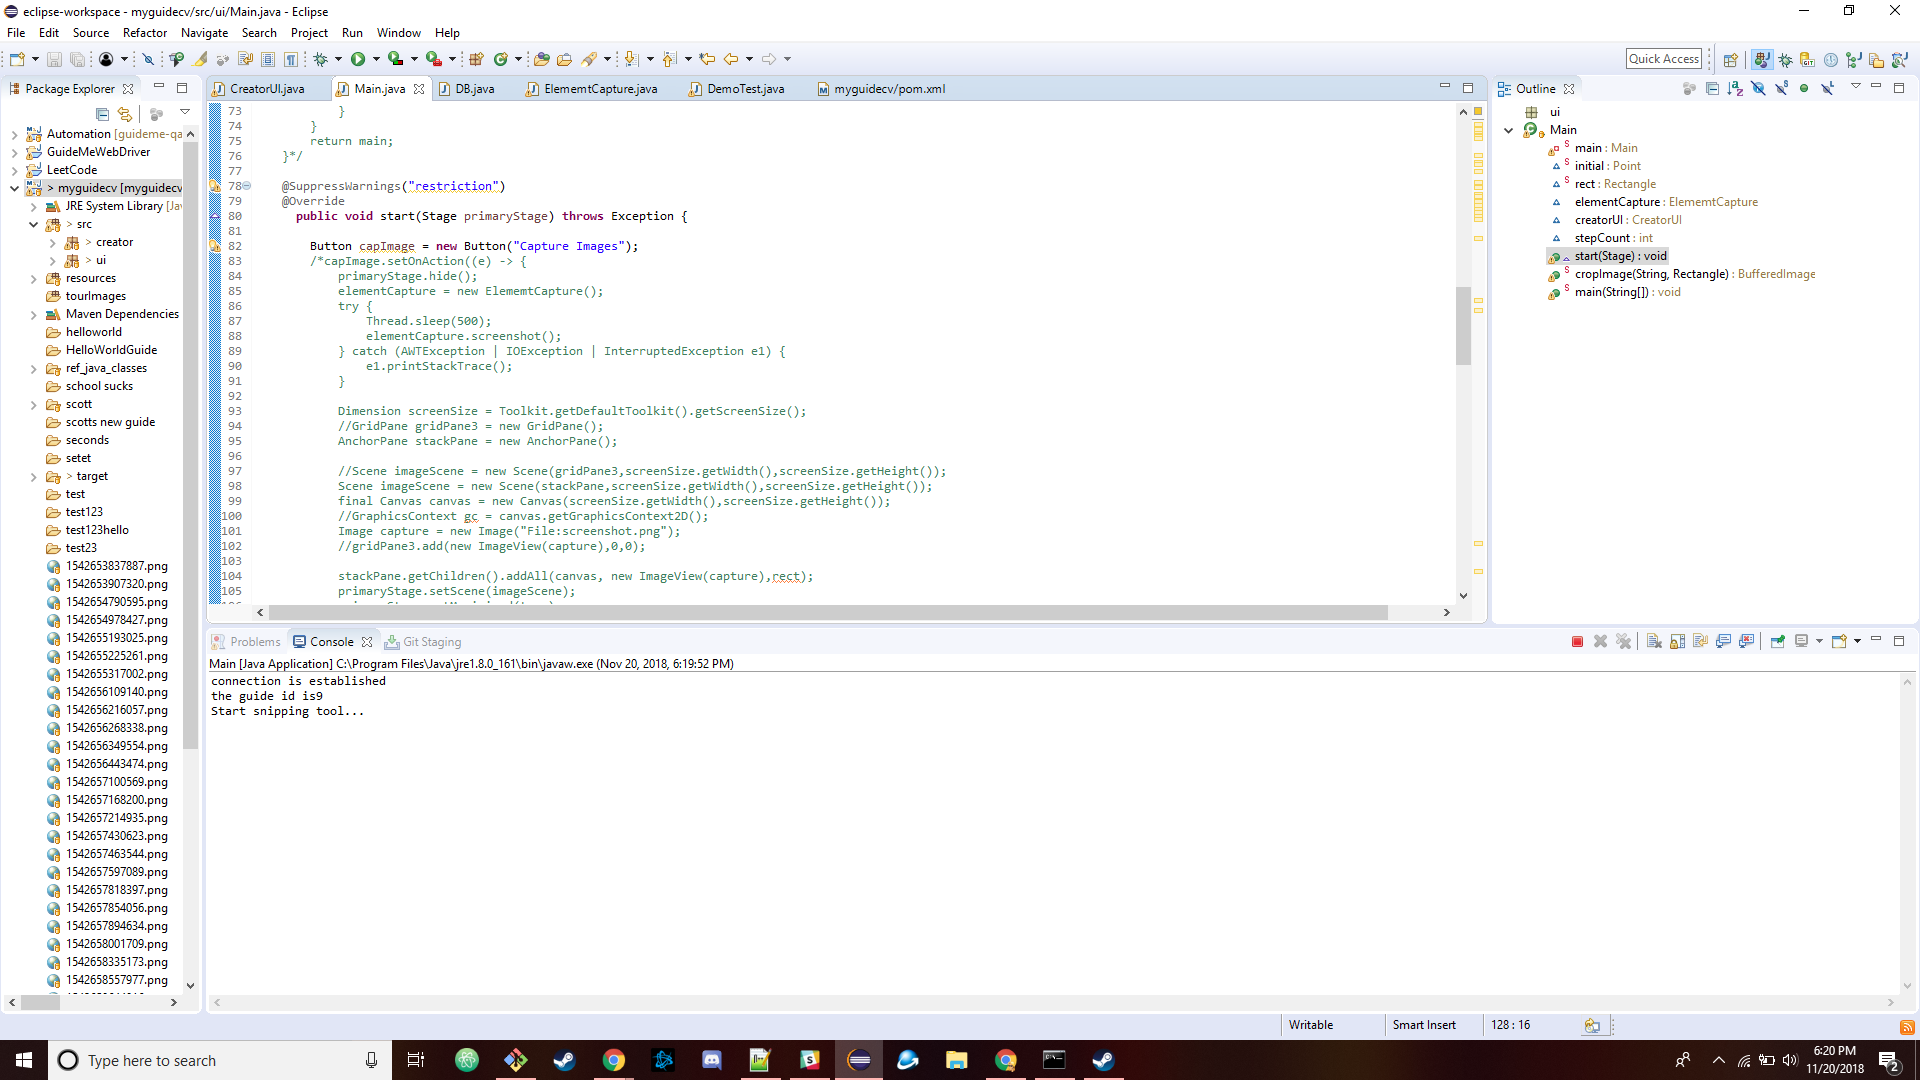 eclipse-workspace - myguidecv/src/ui/Main.java - Eclipse
File Edit Source Refactor Navigate Search Project Run Window Help
Quick Access
Package Explorer
Automation [guideme-qa
GuideMeWebDriver
LeetCode
> myguidecv [myguidecv
JRE System Library [Ja
> src
> creator
> ui
resources
tourImages
Maven Dependencies
helloworld
HelloWorldGuide
ref_java_classes
school sucks
scott
scotts new guide
seconds
setet
> target
test
test123
test123hello
test23
1542653837887.png
1542653907320.png
1542654790595.png
1542654978427.png
1542655193025.png
1542655225261.png
1542655317002.png
1542656109140.png
1542656216057.png
1542656268338.png
1542656349554.png
1542656443474.png
1542657100569.png
1542657168200.png
1542657214935.png
1542657430623.png
1542657463544.png
1542657597089.png
1542657818397.png
1542657854056.png
1542657894634.png
1542658001709.png
1542658335173.png
1542658557977.png
CreatorUI.java Main.java DB.java ElememtCapture.java DemoTest.java myguidecv/pom.xml
73 }
74 }
75 return main;
76 }*/
77
78 @SuppressWarnings("restriction")
79 @Override
80 public void start(Stage primaryStage) throws Exception {
81
82 Button capImage = new Button("Capture Images");
83 /*capImage.setOnAction((e) -> {
84 primaryStage.hide();
85 elementCapture = new ElememtCapture();
86 try {
87 Thread.sleep(500);
88 elementCapture.screenshot();
89 } catch (AWTException | IOException | InterruptedException e1) {
90 e1.printStackTrace();
91 }
92
93 Dimension screenSize = Toolkit.getDefaultToolkit().getScreenSize();
94 //GridPane gridPane3 = new GridPane();
95 AnchorPane stackPane = new AnchorPane();
96
97 //Scene imageScene = new Scene(gridPane3,screenSize.getWidth(),screenSize.getHeight());
98 Scene imageScene = new Scene(stackPane,screenSize.getWidth(),screenSize.getHeight());
99 final Canvas canvas = new Canvas(screenSize.getWidth(),screenSize.getHeight());
100 //GraphicsContext gc = canvas.getGraphicsContext2D();
101 Image capture = new Image("File:screenshot.png");
102 //gridPane3.add(new ImageView(capture),0,0);
103
104 stackPane.getChildren().addAll(canvas, new ImageView(capture),rect);
105 primaryStage.setScene(imageScene);
Outline
ui
Main
main : Main
initial : Point
rect : Rectangle
elementCapture : ElememtCapture
creatorUI : CreatorUI
stepCount : int
start(Stage) : void
cropImage(String, Rectangle) : BufferedImage
main(String[]) : void
Problems Console Git Staging
Main [Java Application] C:\Program Files\Java\jre1.8.0_161\bin\javaw.exe (Nov 20, 2018, 6:19:52 PM)
connection is established
the guide id is9
Start snipping tool...
Writable Smart Insert 128 : 16
Type here to search
6:20 PM
11/20/2018
2